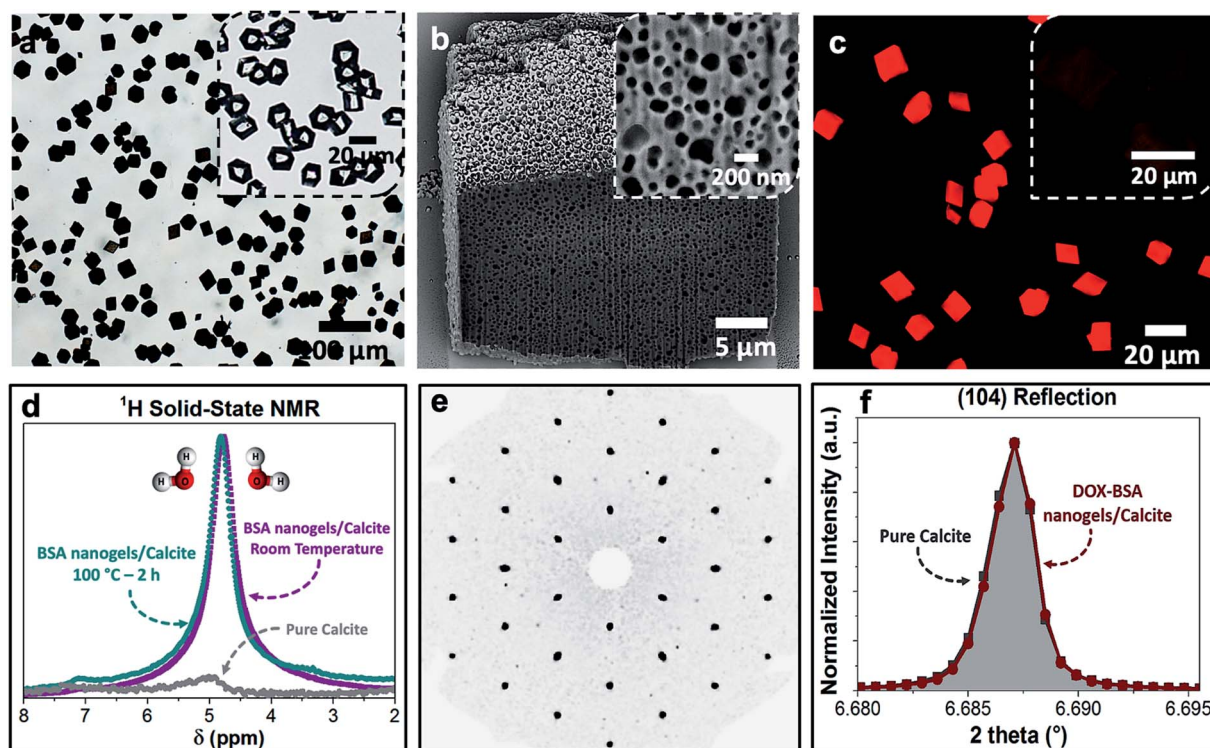 a
20 μm
200 μm
b
200 nm
5 μm
c
20 μm
20 μm
d
¹H Solid-State NMR
H
H
O
H
O
H
BSA nanogels/Calcite
100 °C – 2 h
BSA nanogels/Calcite
Room Temperature
Pure Calcite
8 7 6 5 4 3 2
δ (ppm)
e
f
(104) Reflection
Normalized Intensity (a.u.)
Pure Calcite
DOX-BSA
nanogels/Calcite
6.680 6.685 6.690 6.695
2 theta (°)